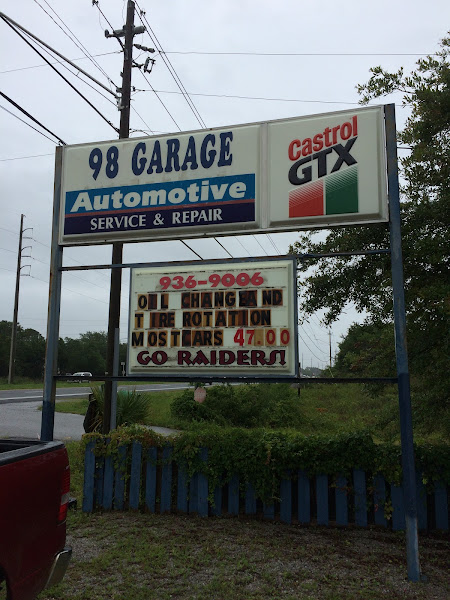 98 GARAGE
Automotive
SERVICE & REPAIR
Castrol
GTX
936-9006
OIL CHANGE AND
TIRE ROTATION
MOST CARS 47.00
GO RAIDERS!